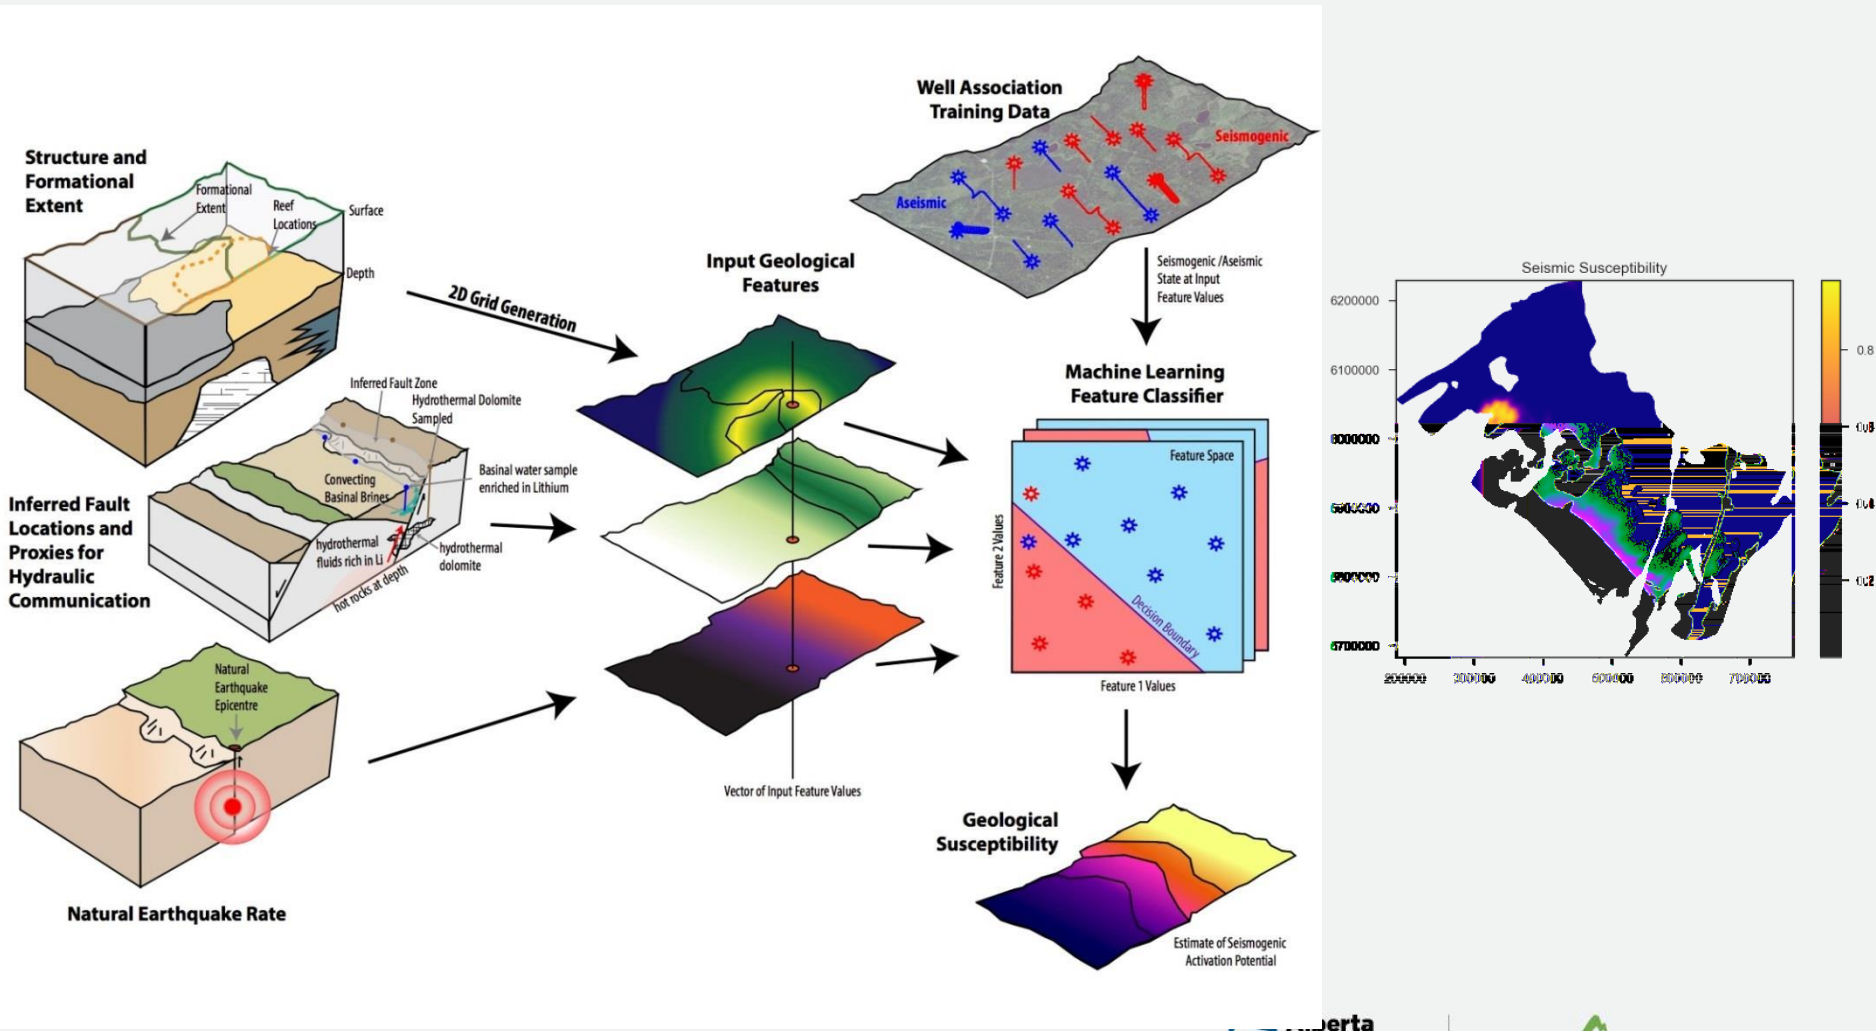 Structure and
Formational
Extent
Formational
Extent
Reef
Locations
Surface
Depth
2D Grid Generation
Inferred Fault
Locations and
Proxies for
Hydraulic
Communication
Inferred Fault Zone
Hydrothermal Dolomite
Sampled
Convecting
Basinal Brines
Basinal water sample
enriched in Lithium
hydrothermal
fluids rich in Li
hydrothermal
dolomite
hot rocks at depth
Natural
Earthquake
Epicentre
Natural Earthquake Rate
Input Geological
Features
Vector of Input Feature Values
Well Association
Training Data
Seismogenic
Aseismic
Seismogenic /Aseismic
State at Input
Feature Values
Machine Learning
Feature Classifier
Feature Space
Feature 2 Values
Decision Boundary
Feature 1 Values
Geological
Susceptibility
Estimate of Seismogenic
Activation Potential
Seismic Susceptibility
6200000
6100000
0.8